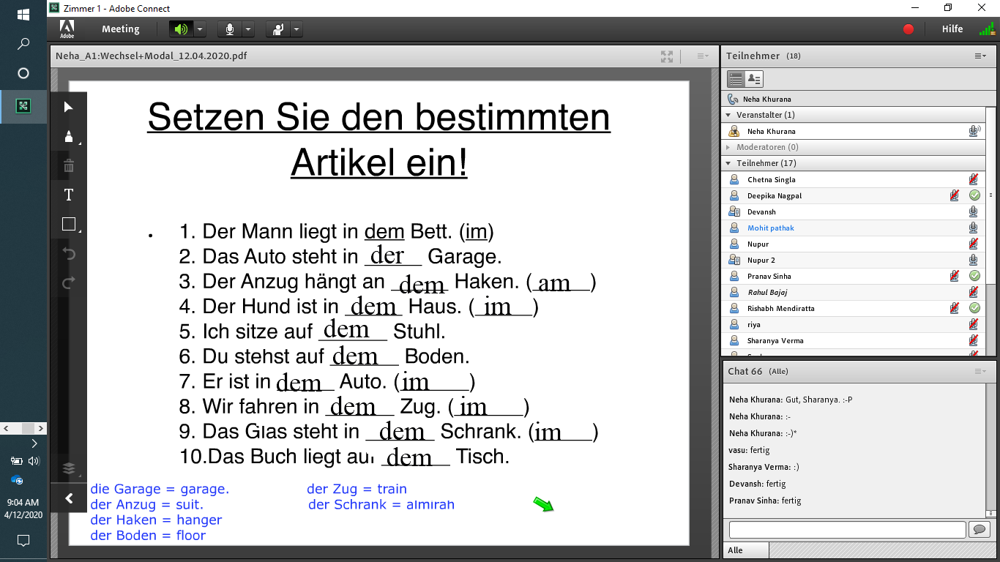 Zimmer 1 - Adobe Connect
Adobe
Meeting
Hilfe
Neha_A1:Wechsel+Modal_12.04.2020.pdf
Setzen Sie den bestimmten
Artikel ein!
• 1. Der Mann liegt in dem Bett. (im)
2. Das Auto steht in der Garage.
3. Der Anzug hängt an dem Haken. (am)
4. Der Hund ist in dem Haus. (im)
5. Ich sitze auf dem Stuhl.
6. Du stehst auf dem Boden.
7. Er ist in dem Auto. (im)
8. Wir fahren in dem Zug. (im)
9. Das Glas steht in dem Schrank. (im)
10.Das Buch liegt auf dem Tisch.
die Garage = garage.
der Anzug = suit.
der Haken = hanger
der Boden = floor
der Zug = train
der Schrank = almirah
T
Teilnehmer (18)
Neha Khurana
Veranstalter (1)
Neha Khurana
Moderatoren (0)
Teilnehmer (17)
Chetna Singla
Deepika Nagpal
Devansh
Mohit pathak
Nupur
Nupur 2
Pranav Sinha
Rahul Bajaj
Rishabh Mendiratta
riya
Sharanya Verma
Chat 66 (Alle)
Neha Khurana: Gut, Sharanya. :-P
Neha Khurana: :-
Neha Khurana: :-)*
vasu: fertig
Sharanya Verma: :)
Devansh: fertig
Pranav Sinha: fertig
Alle
9:04 AM
4/12/2020